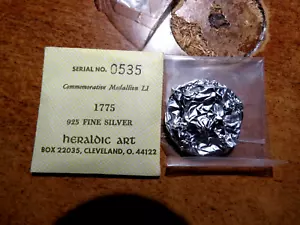 SERIAL NO. 0535
Commemorative Medallion LI
1775
925 FINE SILVER
heraldic art
BOX 22035, CLEVELAND, O. 44122